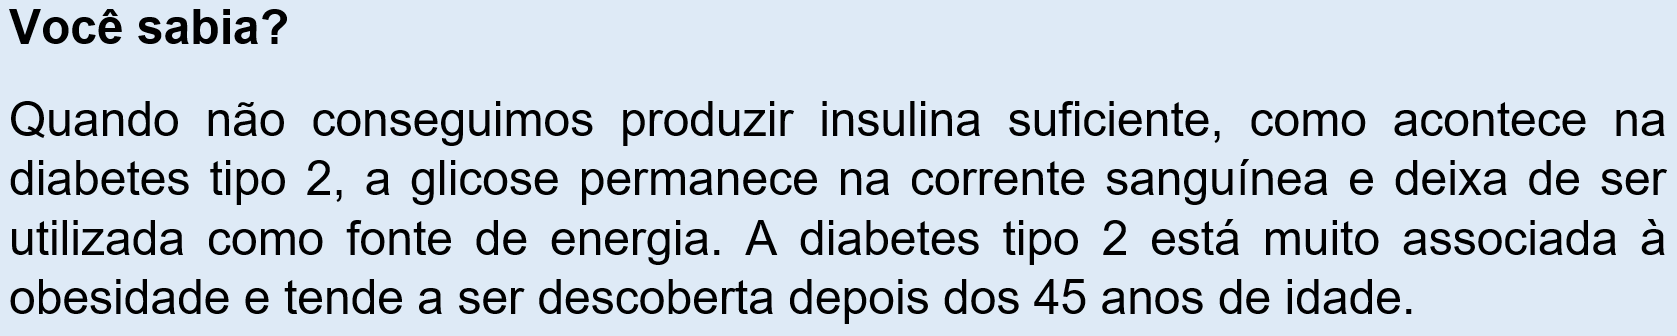 Você sabia?
Quando não conseguimos produzir insulina suficiente, como acontece na
diabetes tipo 2, a glicose permanece na corrente sanguínea e deixa de ser
utilizada como fonte de energia. A diabetes tipo 2 está muito associada à
obesidade e tende a ser descoberta depois dos 45 anos de idade.